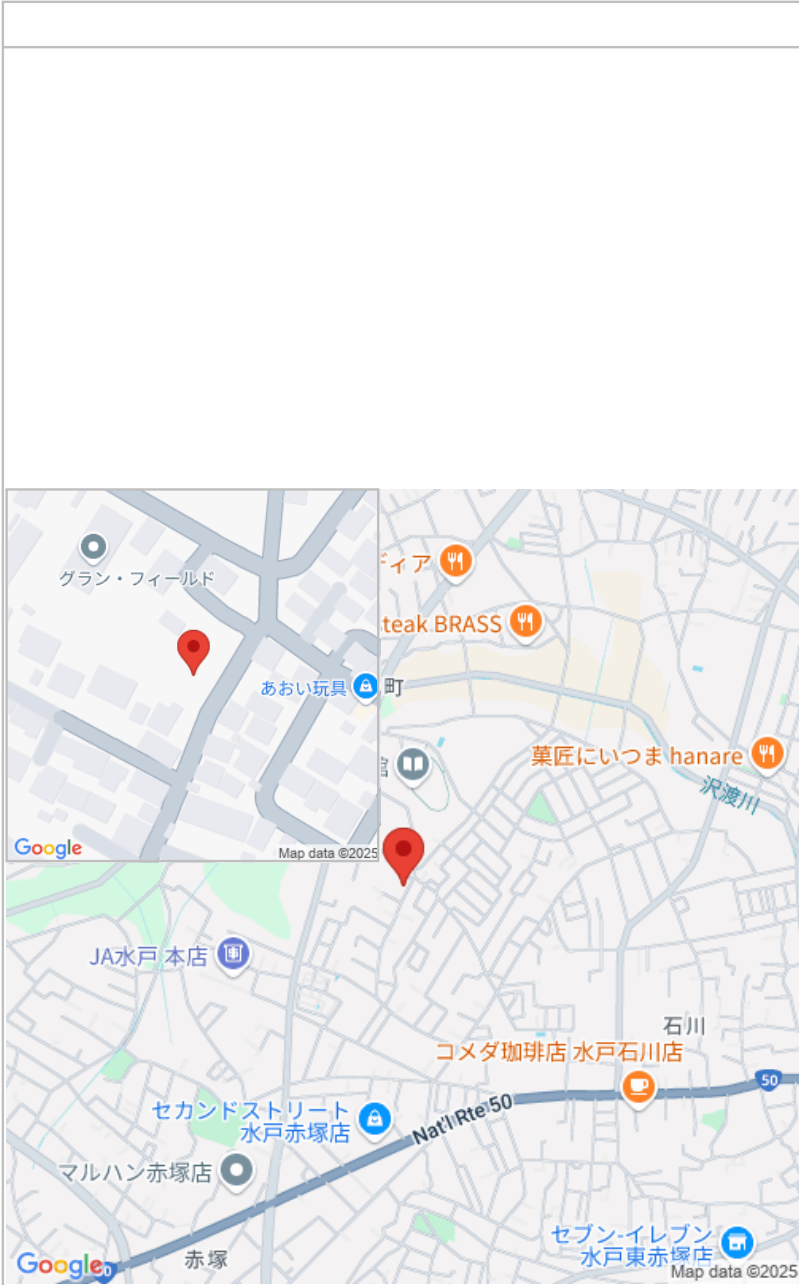 グラン・フィールド
あおい玩具
Google
Map data ©2025
ディア
steak BRASS
町
菓匠にいつま hanare
沢渡川
館
JA水戸 本店
石川
コメダ珈琲店 水戸石川店
50
セカンドストリート
水戸赤塚店
Nat'l Rte 50
マルハン赤塚店
赤塚
セブン-イレブン
水戸東赤塚店
Google
Map data ©2025